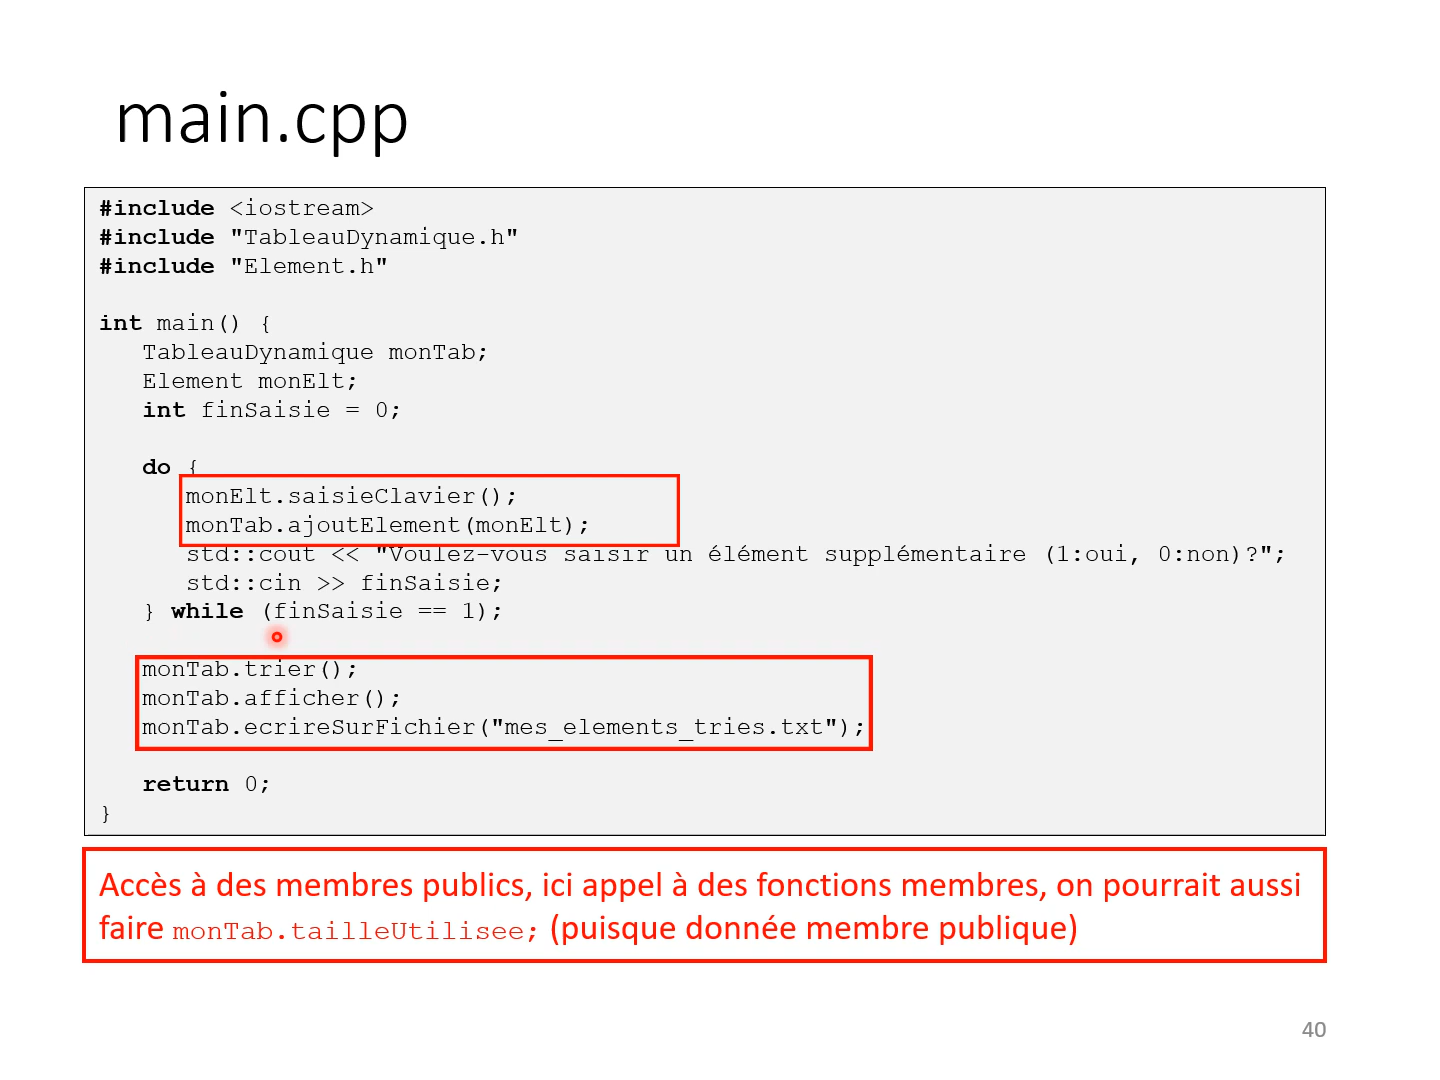 main.cpp
#include <iostream>
#include "TableauDynamique.h"
#include "Element.h"
int main() {
TableauDynamique monTab;
Element monElt;
int finSaisie = 0;
do {
monElt.saisieClavier();
monTab.ajoutElement(monElt);
std::cout << "Voulez-vous saisir un élément supplémentaire (1:oui, 0:non)?";
std::cin >> finSaisie;
} while (finSaisie == 1);
monTab.trier();
monTab.afficher();
monTab.ecrireSurFichier("mes_elements_tries.txt");
return 0;
}
Accès à des membres publics, ici appel à des fonctions membres, on pourrait aussi
faire monTab.tailleUtilisee; (puisque donnée membre publique)
40